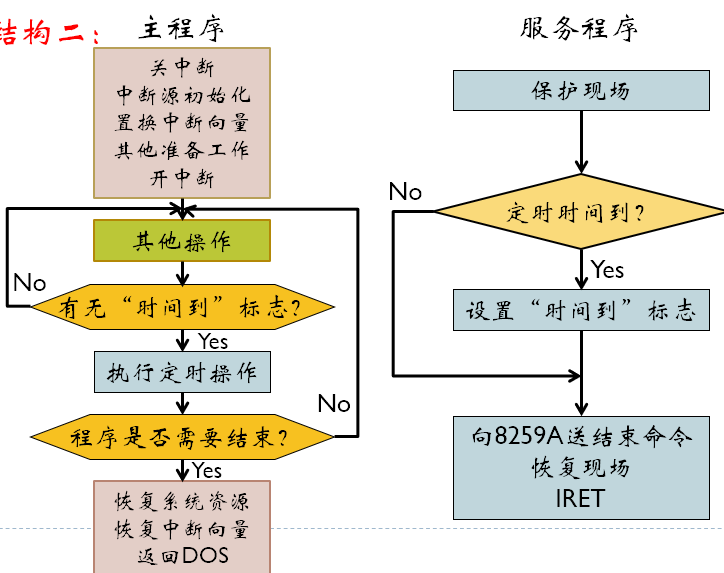 结构二：
主程序
关中断
中断源初始化
置换中断向量
其他准备工作
开中断
其他操作
No
有无“时间到”标志？
Yes
执行定时操作
No
程序是否需要结束？
Yes
恢复系统资源
恢复中断向量
返回DOS
服务程序
保护现场
No
定时时间到？
Yes
设置“时间到”标志
向8259A送结束命令
恢复现场
IRET